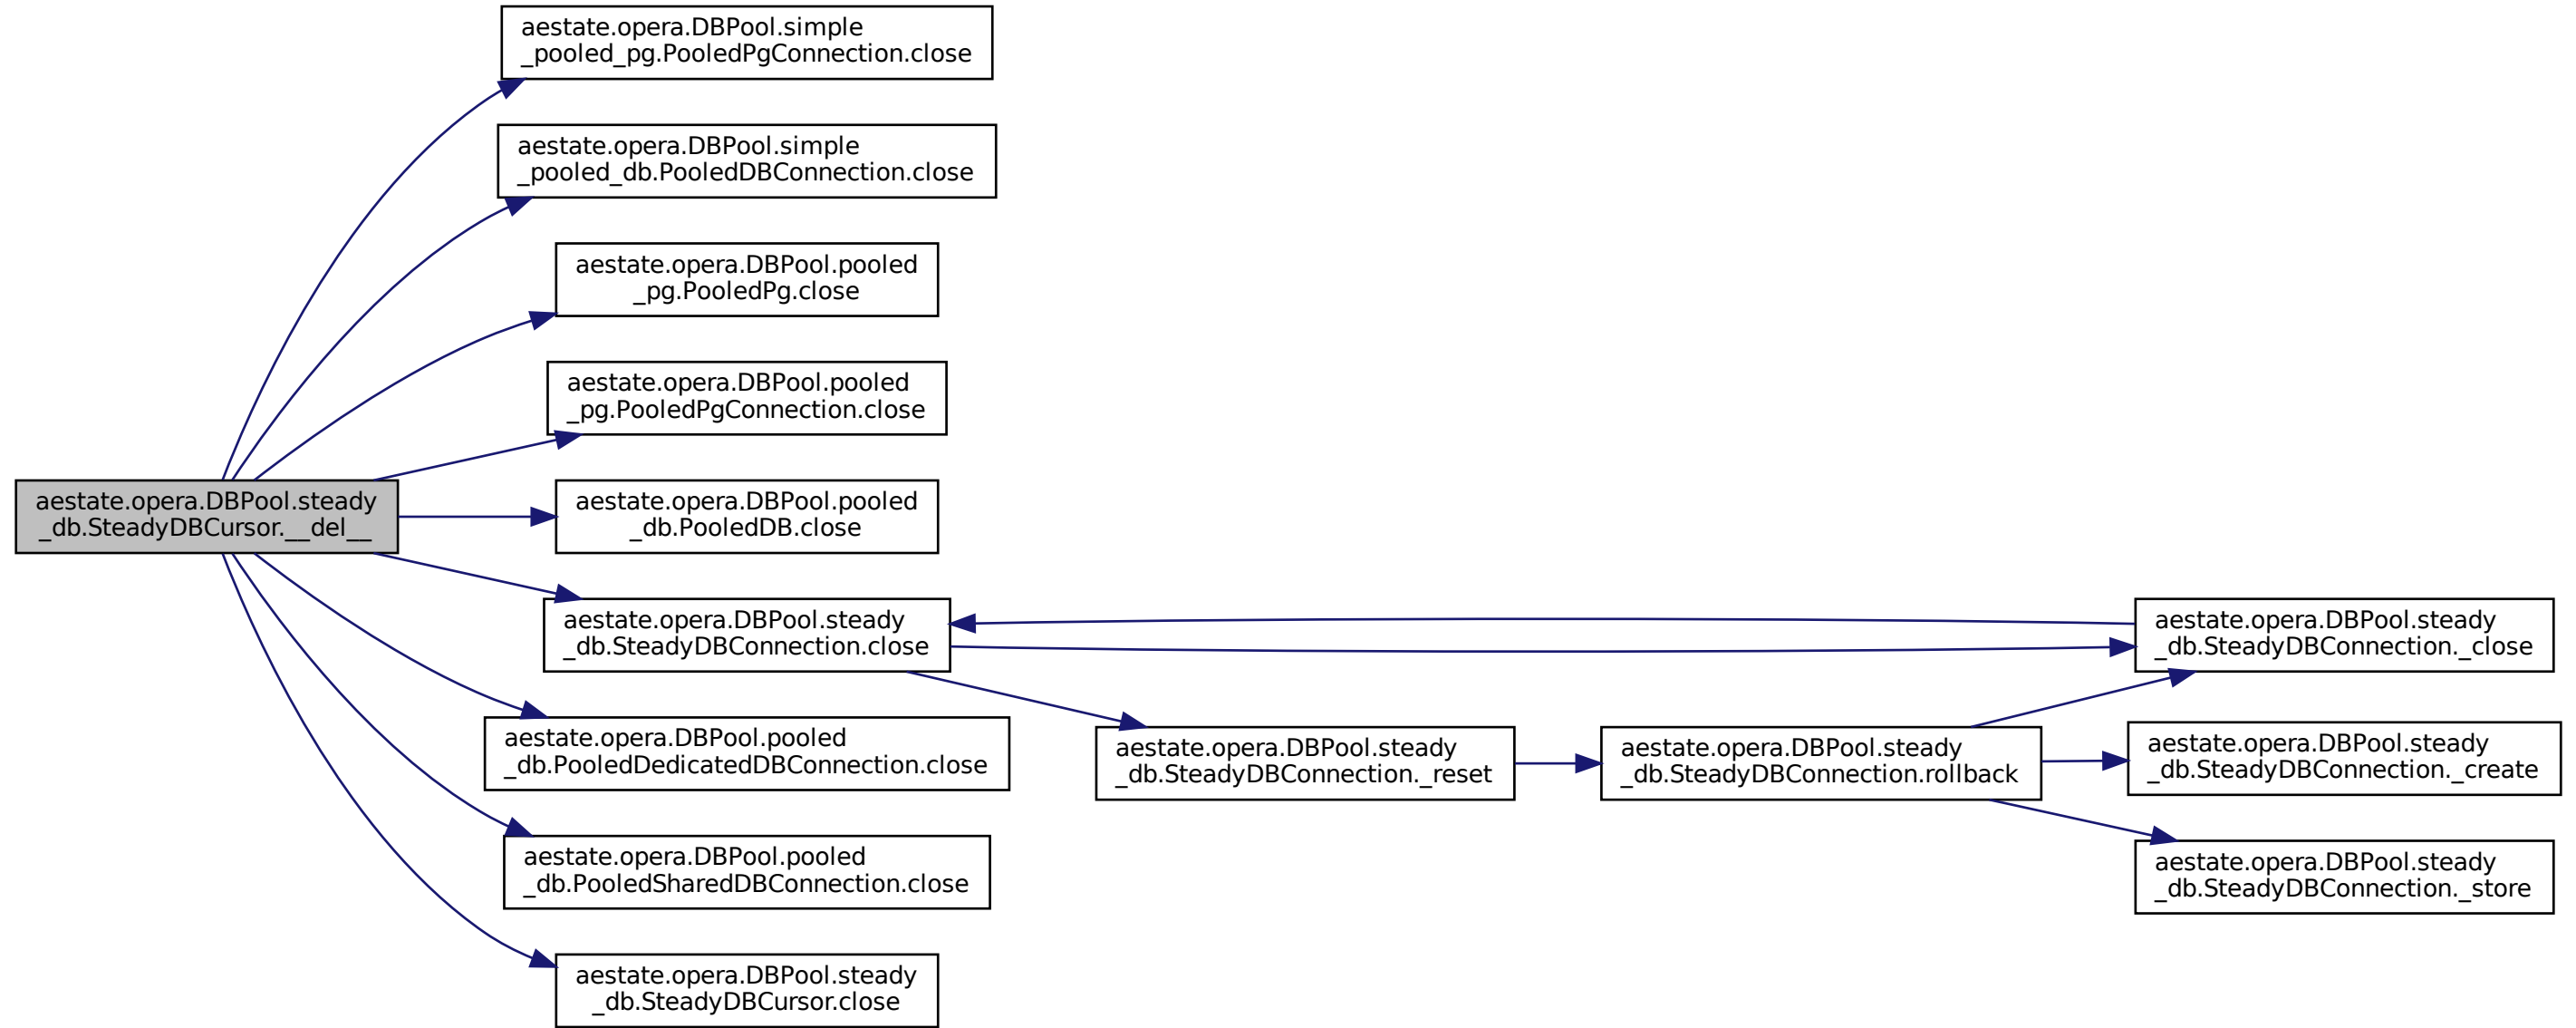 aestate.opera.DBPool.simple
_pooled_pg.PooledPgConnection.close
aestate.opera.DBPool.simple
_pooled_db.PooledDBConnection.close
aestate.opera.DBPool.pooled
_pg.PooledPg.close
aestate.opera.DBPool.pooled
_pg.PooledPgConnection.close
aestate.opera.DBPool.steady
_db.SteadyDBCursor.__del__
aestate.opera.DBPool.pooled
_db.PooledDB.close
aestate.opera.DBPool.steady
_db.SteadyDBConnection.close
aestate.opera.DBPool.steady
_db.SteadyDBConnection._close
aestate.opera.DBPool.pooled
_db.PooledDedicatedDBConnection.close
aestate.opera.DBPool.steady
_db.SteadyDBConnection._reset
aestate.opera.DBPool.steady
_db.SteadyDBConnection.rollback
aestate.opera.DBPool.steady
_db.SteadyDBConnection._create
aestate.opera.DBPool.pooled
_db.PooledSharedDBConnection.close
aestate.opera.DBPool.steady
_db.SteadyDBConnection._store
aestate.opera.DBPool.steady
_db.SteadyDBCursor.close